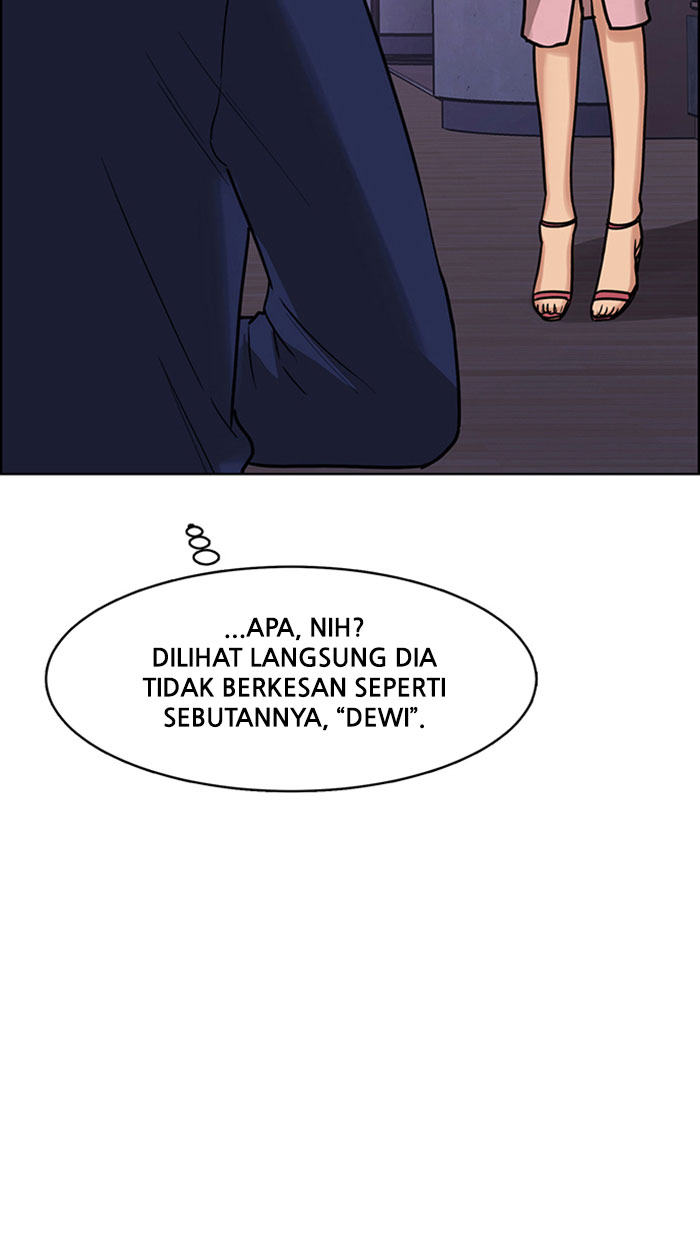 ...APA, NIH?
DILIHAT LANGSUNG DIA
TIDAK BERKESAN SEPERTI
SEBUTANNYA, “DEWI”.